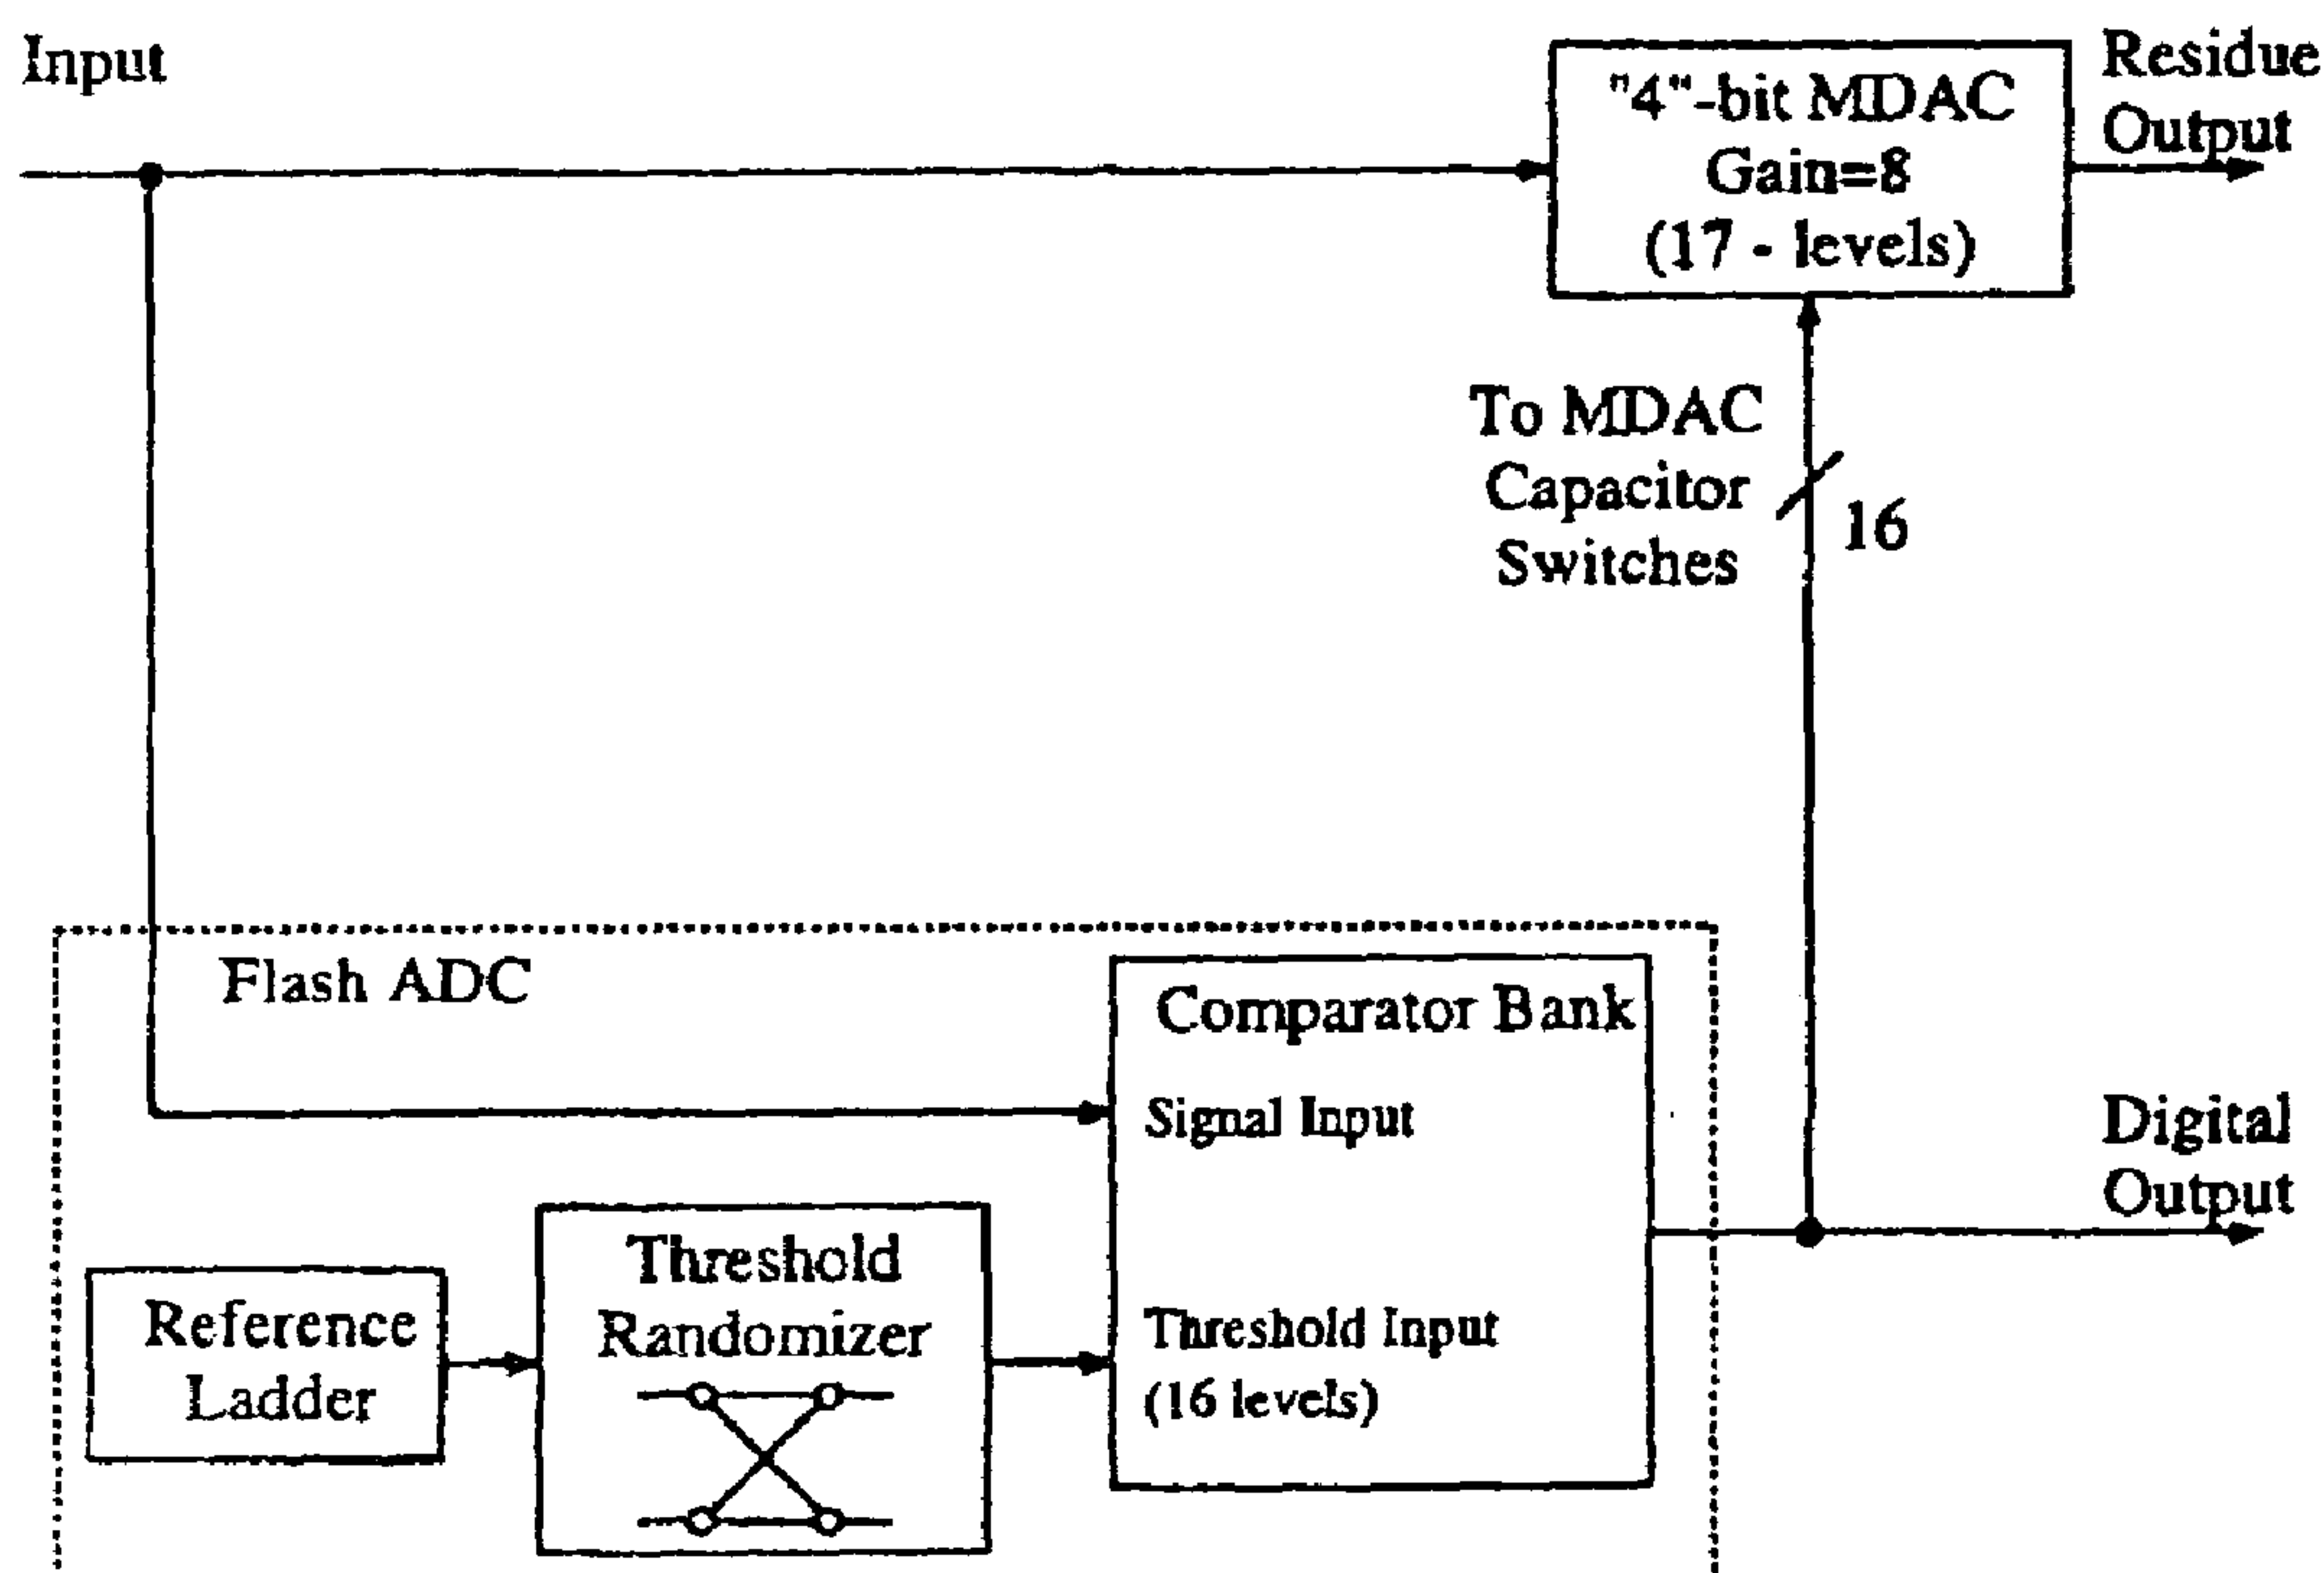 Input
"4"-bit MDAC
Gain=8
(17 - levels)
Residue
Output
To MDAC
Capacitor
Switches
16
Flash ADC
Comparator Bank
Signal Input
Threshold Input
(16 levels)
Digital
Output
Reference
Ladder
Threshold
Randomizer